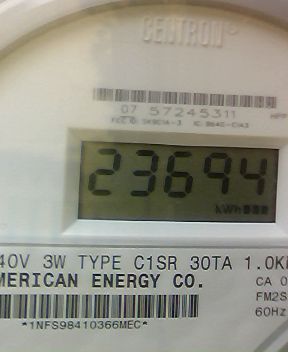 CENTRON®
07 57245311
23694
kWh
40V 3W TYPE C1SR 30TA 1.0K
MERICAN ENERGY CO.
CA 0
FM2S
60Hz
*1NFS98410366MEC*